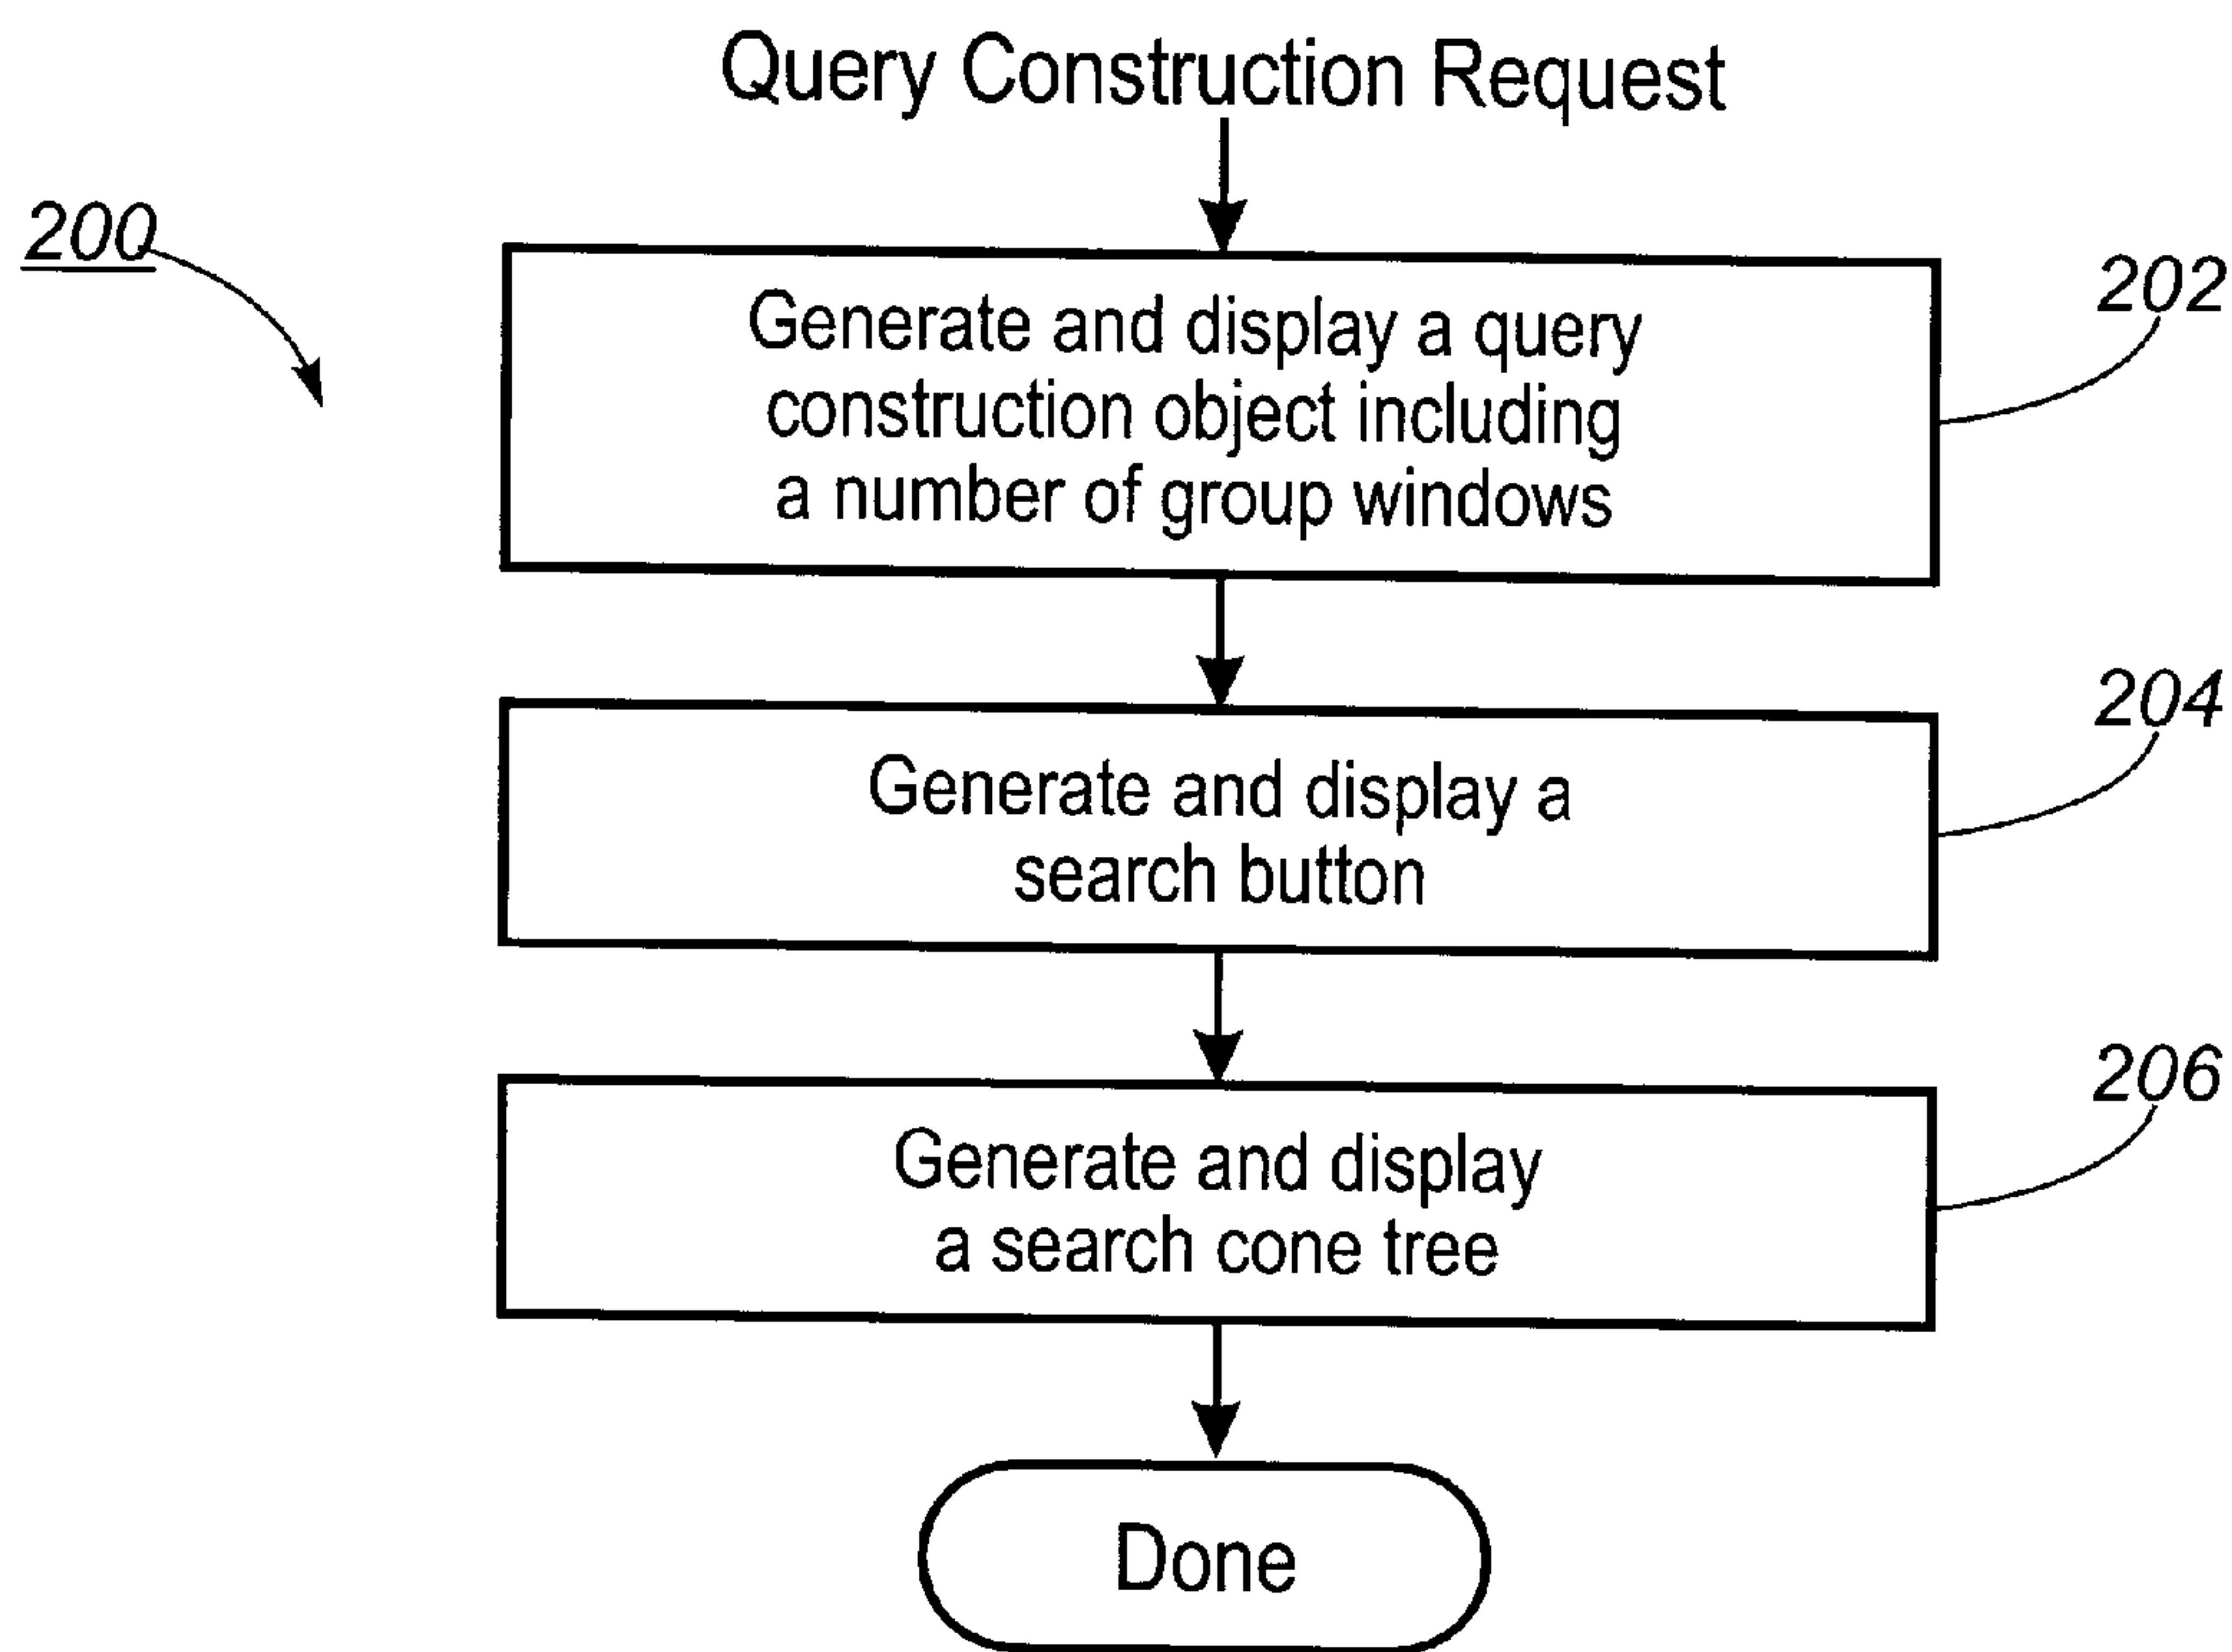 Query Construction Request
200
202
Generate and display a query
construction object including
a number of group windows
204
Generate and display a
search button
206
Generate and display
a search cone tree
Done